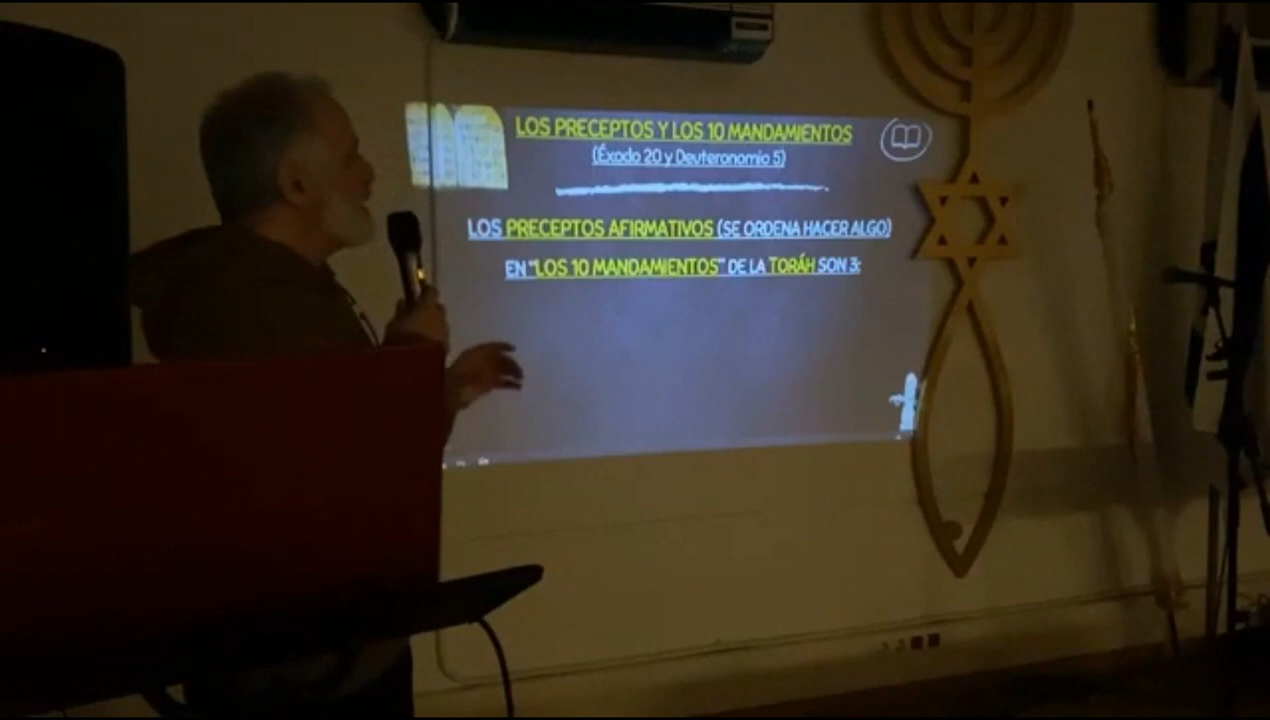 LOS PRECEPTOS Y LOS 10 MANDAMIENTOS
(Éxodo 20 y Deuteronomio 5)
LOS PRECEPTOS AFIRMATIVOS (SE ORDENA HACER ALGO)
EN "LOS 10 MANDAMIENTOS" DE LA TORÁH SON 3: